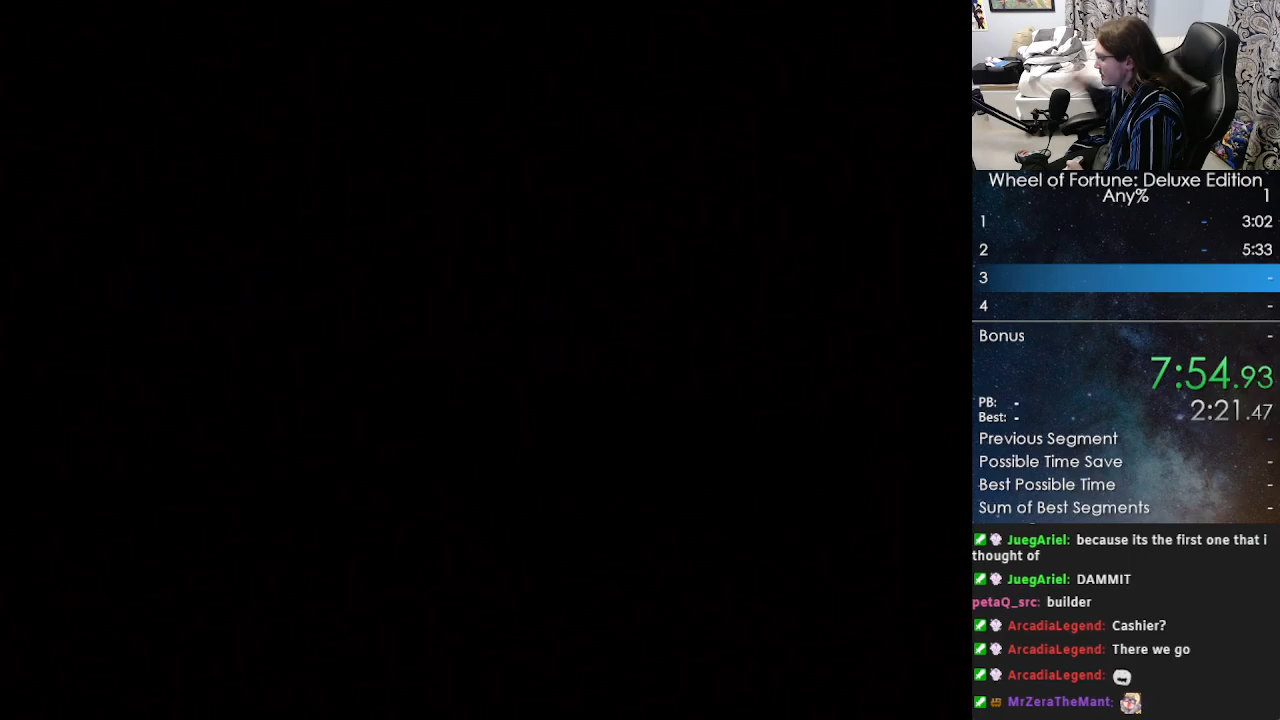 Wheel of Fortune: Deluxe Edition
Any% 1
1 - 3:02
2 - 5:33
3 -
4 -
Bonus -
7:54.93
PB: - 2:21.47
Best: -
Previous Segment -
Possible Time Save -
Best Possible Time -
Sum of Best Segments -
JuegAriel: because its the first one that i
thought of
JuegAriel: DAMMIT
petaQ_src: builder
ArcadiaLegend: Cashier?
ArcadiaLegend: There we go
ArcadiaLegend:
MrZeraTheMant: